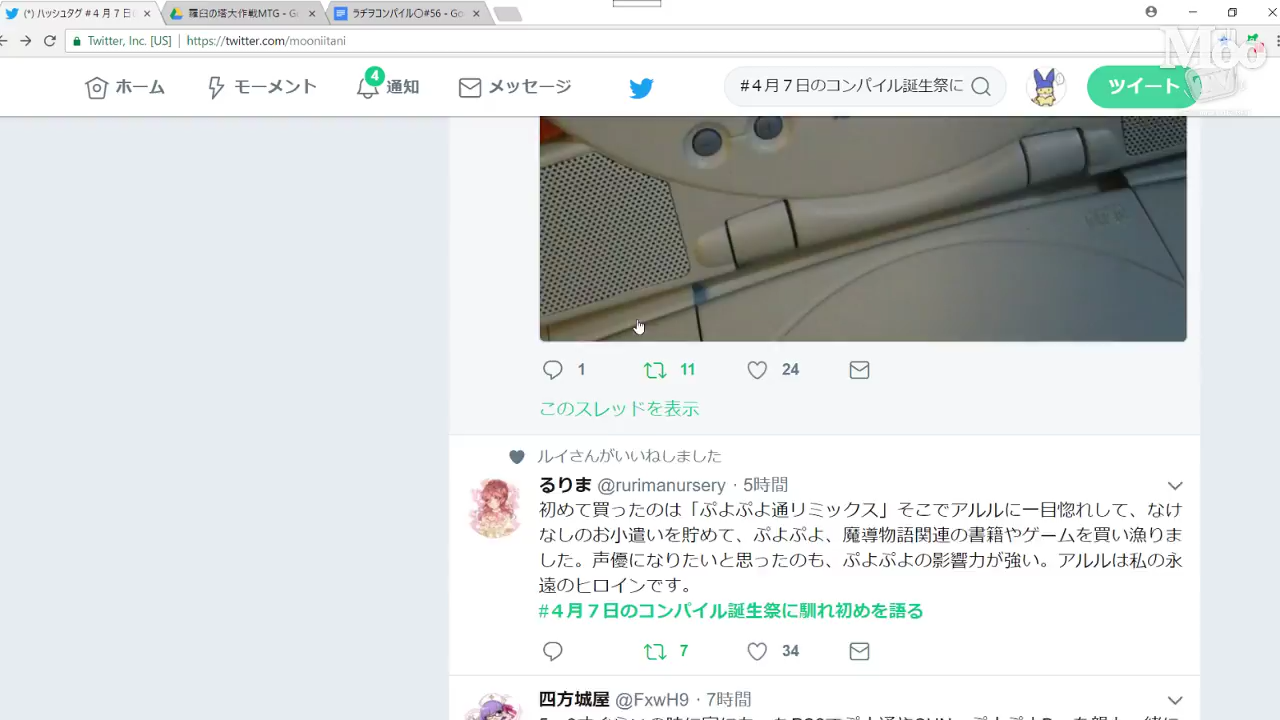 (*) ハッシュタグ #４月７日
羅臼の塔大作戦MTG - Go
ラヂヲコンパイル〇#56 - Go
Twitter, Inc. [US] | https://twitter.com/mooniitani
Moo
ホーム モーメント 4 通知 メッセージ #４月７日のコンパイル誕生祭に ツイート
1 11 24
このスレッドを表示
ルイさんがいいねしました
るりま @rurimanursery · 5時間
初めて買ったのは「ぷよぷよ通リミックス」そこでアルルに一目惚れして、なけ
なしのお小遣いを貯めて、ぷよぷよ、魔導物語関連の書籍やゲームを買い漁りま
した。声優になりたいと思ったのも、ぷよぷよの影響力が強い。アルルは私の永
遠のヒロインです。
#４月７日のコンパイル誕生祭に馴れ初めを語る
7 34
四方城屋 @FxwH9 · 7時間